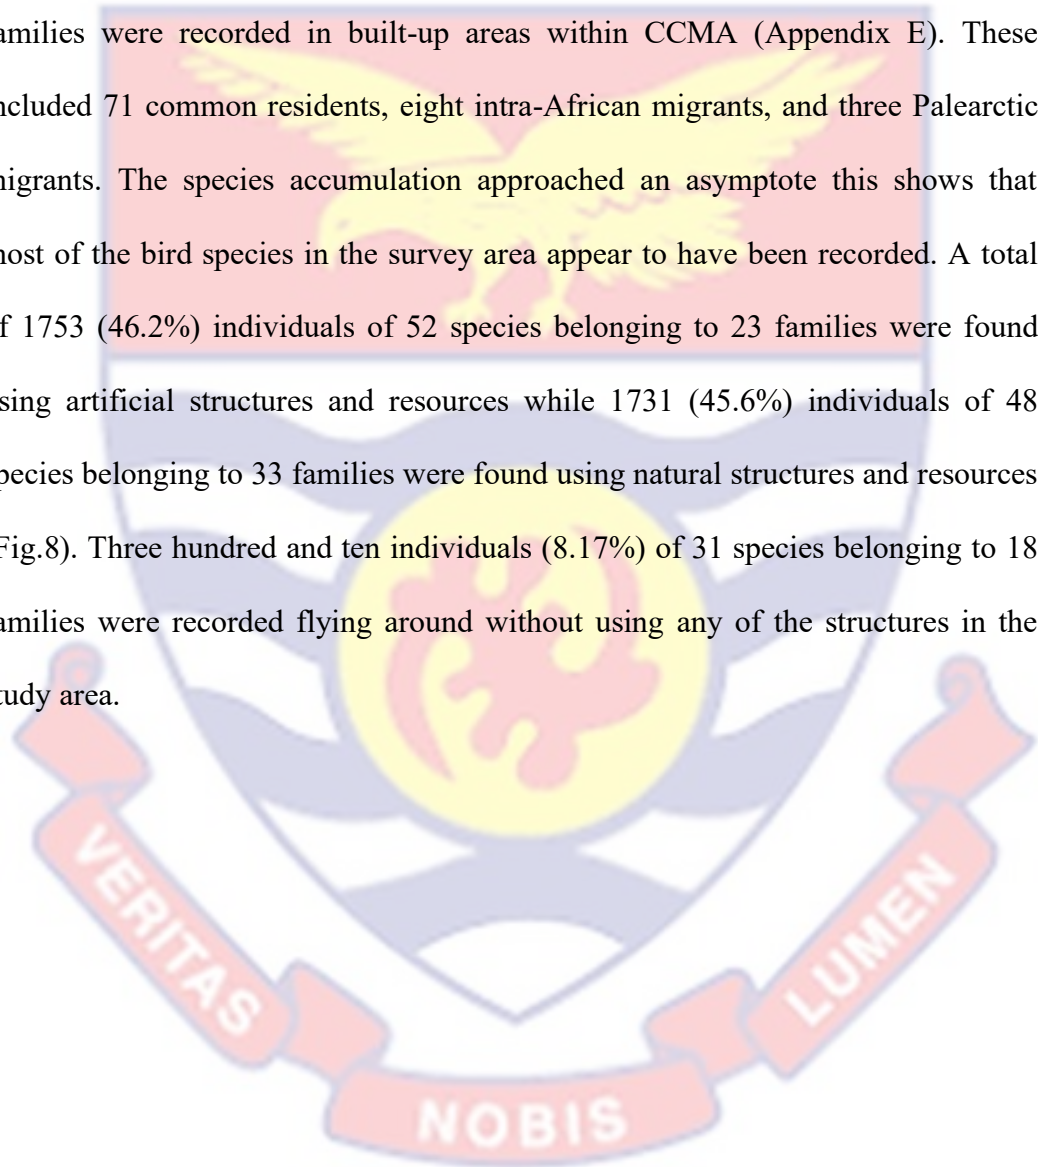 amilies were recorded in built-up areas within CCMA (Appendix E). These
ncluded 71 common residents, eight intra-African migrants, and three Palearctic
nigrants. The species accumulation approached an asymptote this shows that
nost of the bird species in the survey area appear to have been recorded. A total
f 1753 (46.2%) individuals of 52 species belonging to 23 families were found
sing artificial structures and resources while 1731 (45.6%) individuals of 48
pecies belonging to 33 families were found using natural structures and resources
Fig.8). Three hundred and ten individuals (8.17%) of 31 species belonging to 18
amilies were recorded flying around without using any of the structures in the
tudy area.
VERITAS
NOBIS
LUMEN